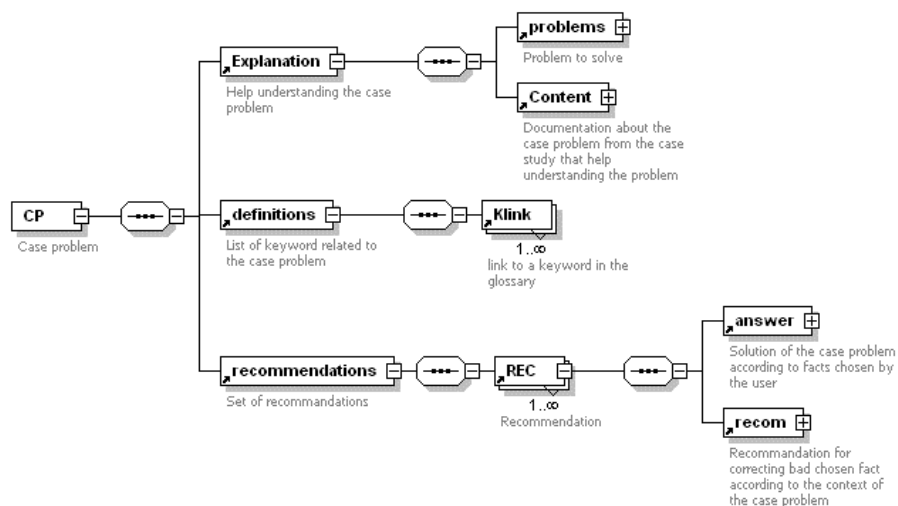 problems
Problem to solve
Explanation
Help understanding the case
problem
Content
Documentation about the
case problem from the case
study that help
understanding the problem
CP
Case problem
definitions
List of keyword related to
the case problem
Klink
1..∞
link to a keyword in the
glossary
recommendations
Set of recommandations
REC
1..∞
Recommendation
answer
Solution of the case problem
according to facts chosen by
the user
recom
Recommandation for
correcting bad chosen fact
according to the context of
the case problem